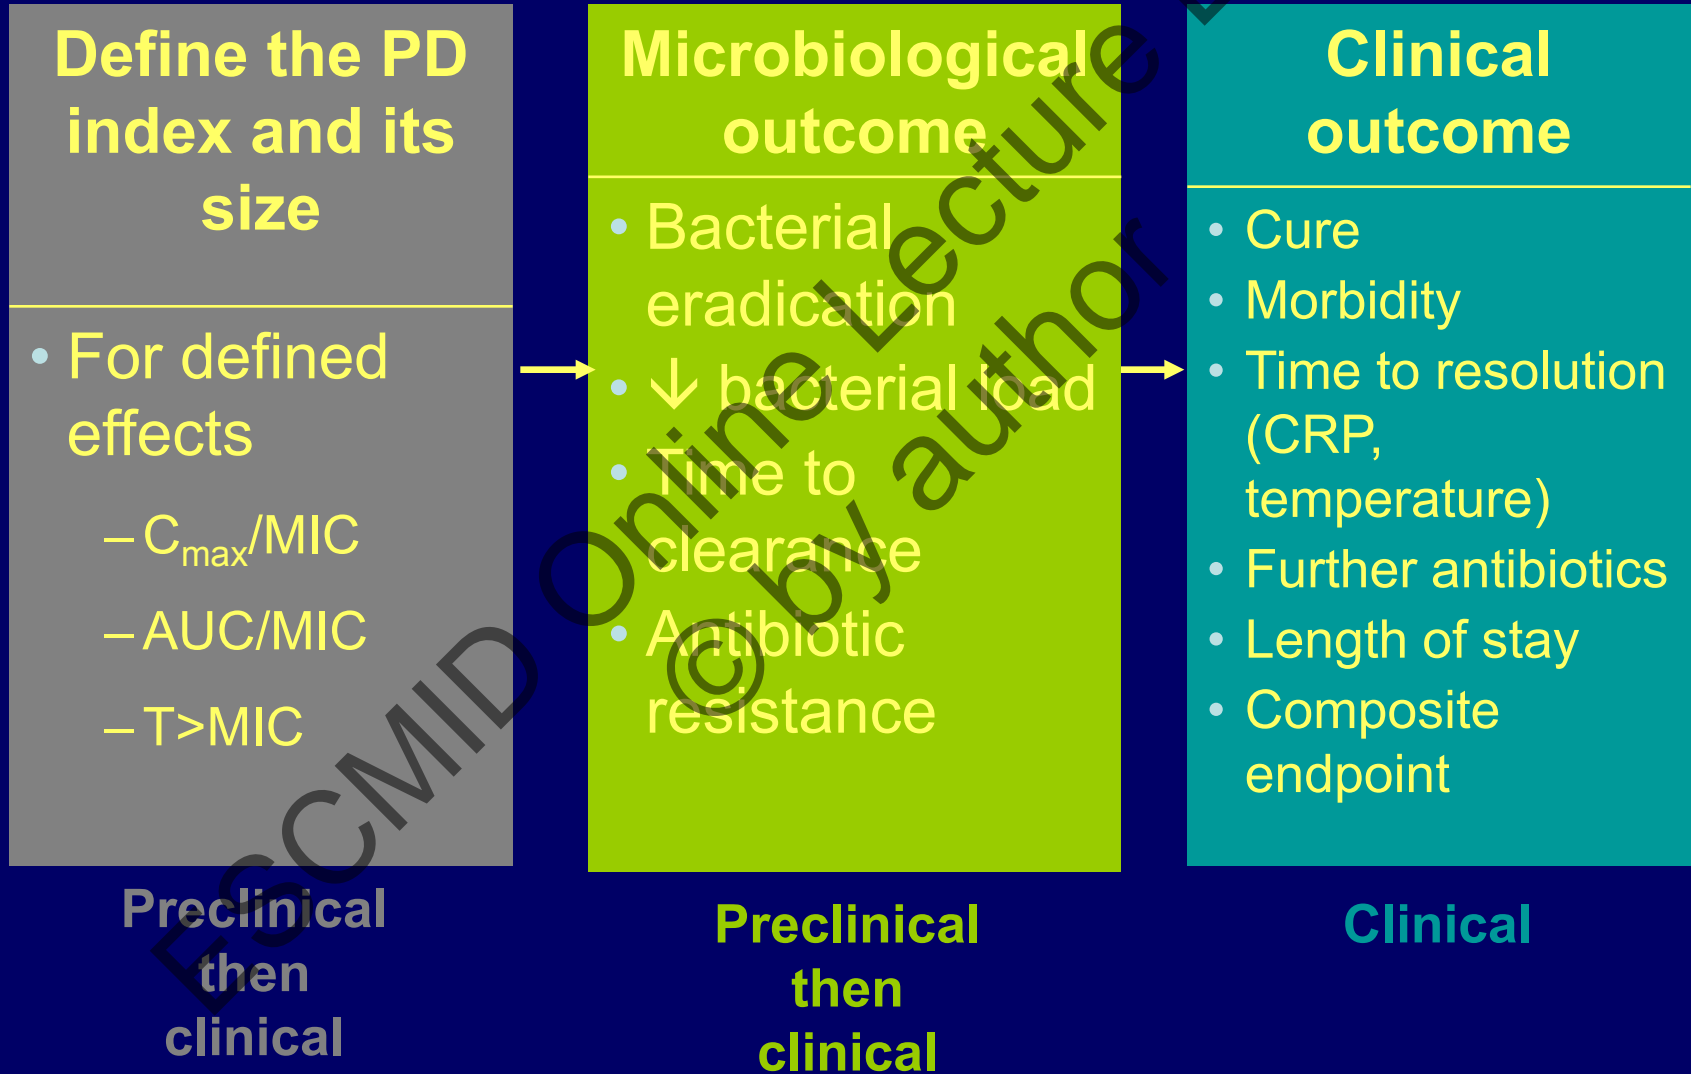 Define the PD
index and its
size
• For defined
effects
– Cmax/MIC
– AUC/MIC
– T>MIC
Preclinical
then
clinical
Microbiological
outcome
• Bacterial
eradication
• ↓ bacterial load
• Time to
clearance
• Antibiotic
resistance
Preclinical
then
clinical
Clinical
outcome
• Cure
• Morbidity
• Time to resolution
(CRP,
temperature)
• Further antibiotics
• Length of stay
• Composite
endpoint
Clinical
ESCMID Online Lecture
© by author